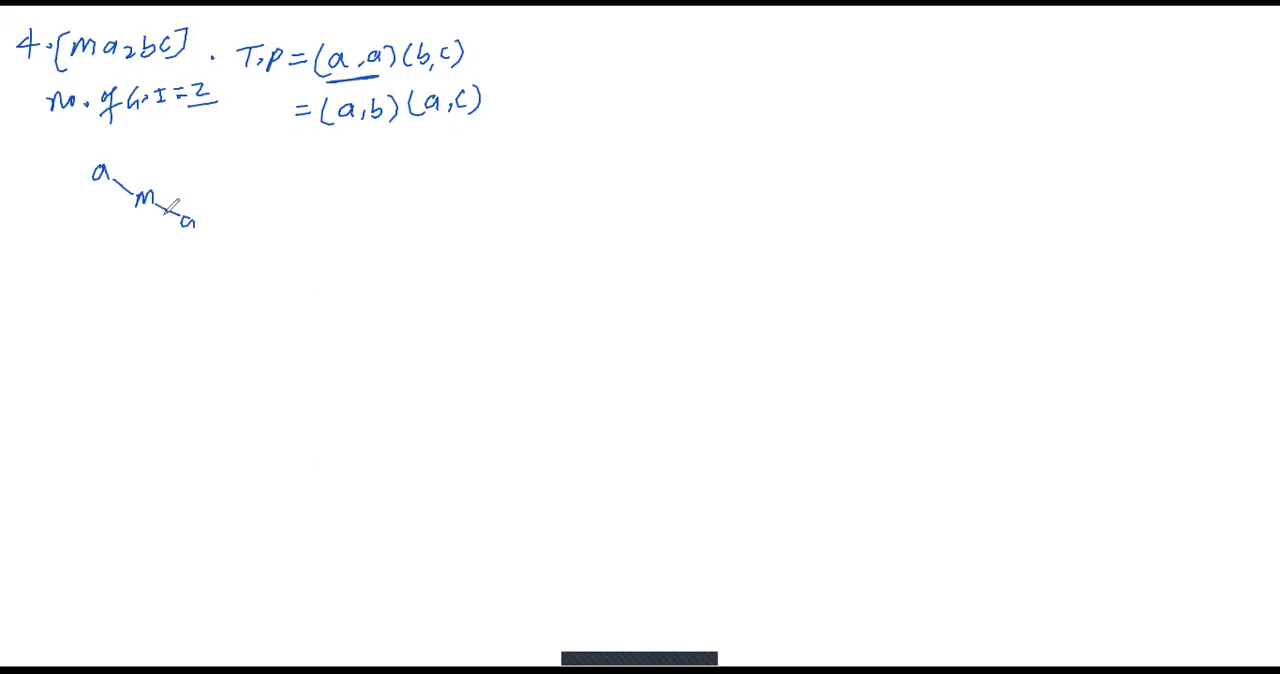 4. [ma₂bc] . T.P = (a,a) (b,c)
no. of G.I = 2 = (a,b) (a,c)
a
m
a